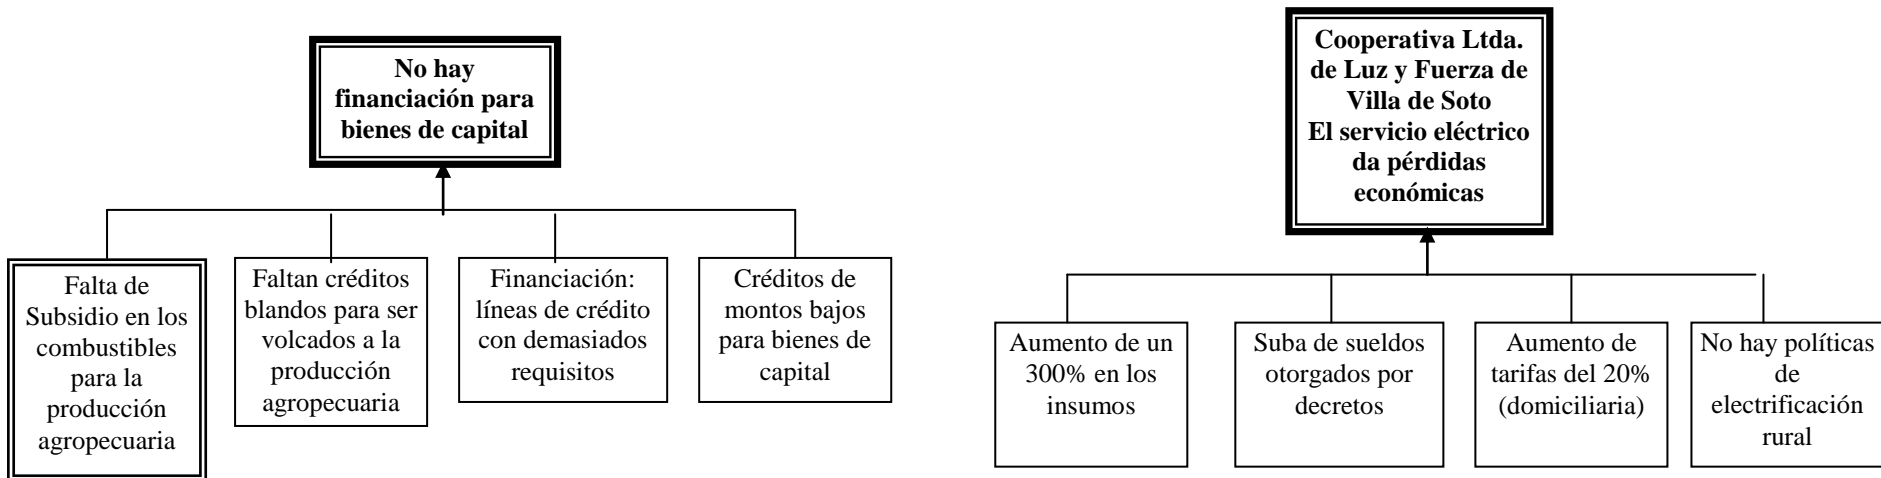 No hay
financiación para
bienes de capital
Falta de
Subsidio en los
combustibles
para la
producción
agropecuaria
Faltan créditos
blandos para ser
volcados a la
producción
agropecuaria
Financiación:
líneas de crédito
con demasiados
requisitos
Créditos de
montos bajos
para bienes de
capital
Cooperativa Ltda.
de Luz y Fuerza de
Villa de Soto
El servicio eléctrico
da pérdidas
económicas
Aumento de un
300% en los
insumos
Suba de sueldos
otorgados por
decretos
Aumento de
tarifas del 20%
(domiciliaria)
No hay políticas
de
electrificación
rural